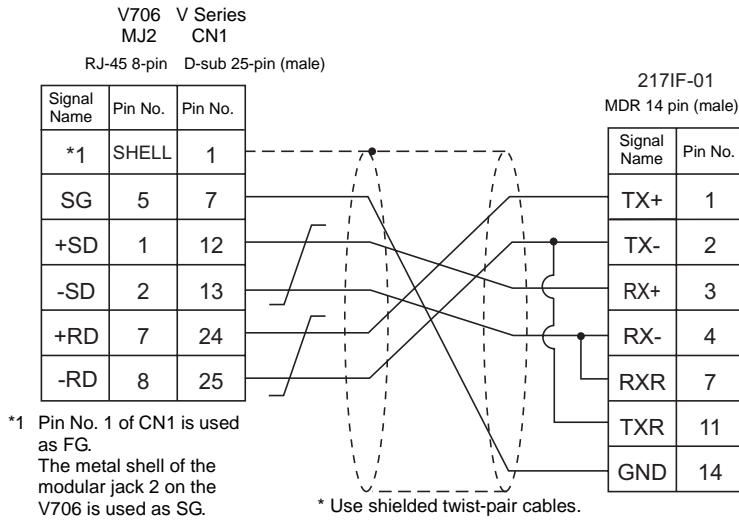 V706 V Series
MJ2 CN1
RJ-45 8-pin D-sub 25-pin (male)
217IF-01
MDR 14 pin (male)
Signal Name Pin No. Pin No.
*1 SHELL 1
SG 5 7
+SD 1 12
-SD 2 13
+RD 7 24
-RD 8 25
Signal Name Pin No.
TX+ 1
TX- 2
RX+ 3
RX- 4
RXR 7
TXR 11
GND 14
*1 Pin No. 1 of CN1 is used
as FG.
The metal shell of the
modular jack 2 on the
V706 is used as SG.
* Use shielded twist-pair cables.